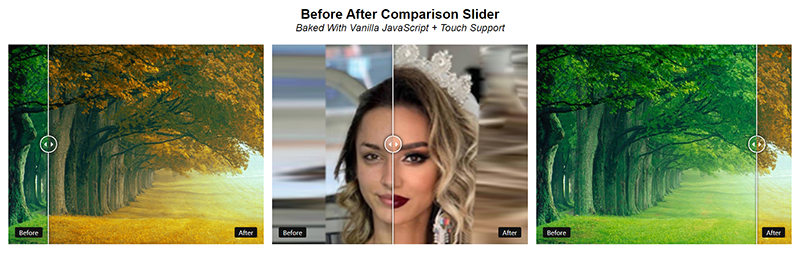 Before After Comparison Slider
Baked With Vanilla JavaScript + Touch Support
Before
After
Before
After
Before
After